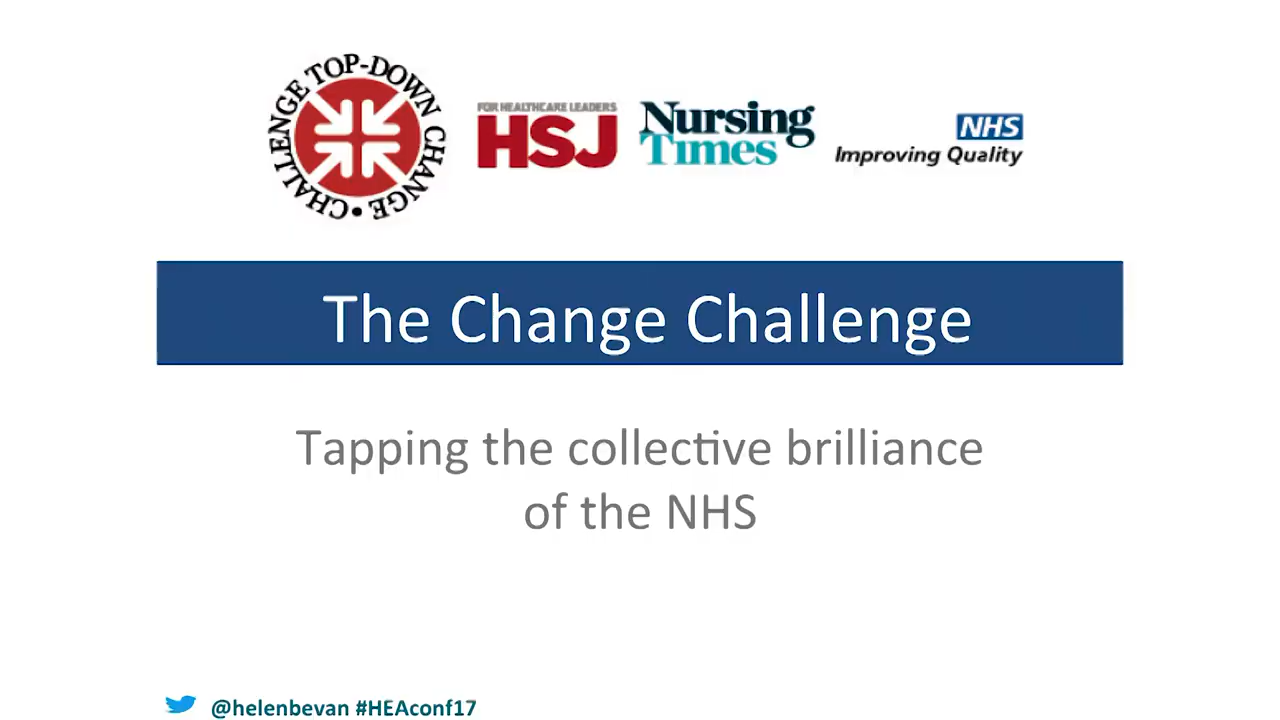 CHALLENGE TOP-DOWN CHANGE • CHANGE •
FOR HEALTHCARE LEADERS
HSJ
Nursing
Times
NHS
Improving Quality
The Change Challenge
Tapping the collective brilliance
of the NHS
@helenbevan #HEAconf17